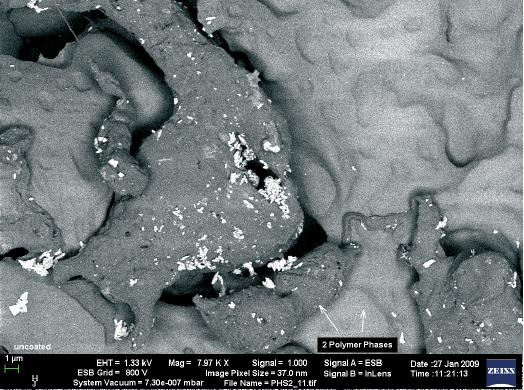 2 Polymer Phases
uncoated
1 µm
EHT = 1.33 kV Mag = 7.97 K X Signal = 1.000 Signal A = ESB Date :27 Jan 2009
ESB Grid = 800 V Image Pixel Size = 37.0 nm Signal B = InLens Time :11:21:13
System Vacuum = 7.30e-007 mbar File Name = PHS2_11.tif
ZEISS